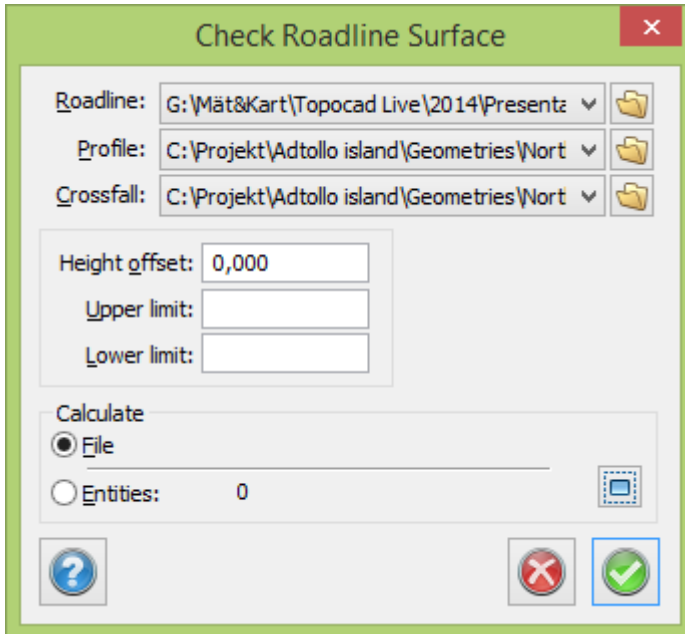 Check Roadline Surface
Roadline: G:\Mät&Kart\Topocad Live\2014\Presenta
Profile: C:\Projekt\Adtollo island\Geometries\Nort
Crossfall: C:\Projekt\Adtollo island\Geometries\Nort
Height offset: 0,000
Upper limit:
Lower limit:
Calculate
File
Entities: 0